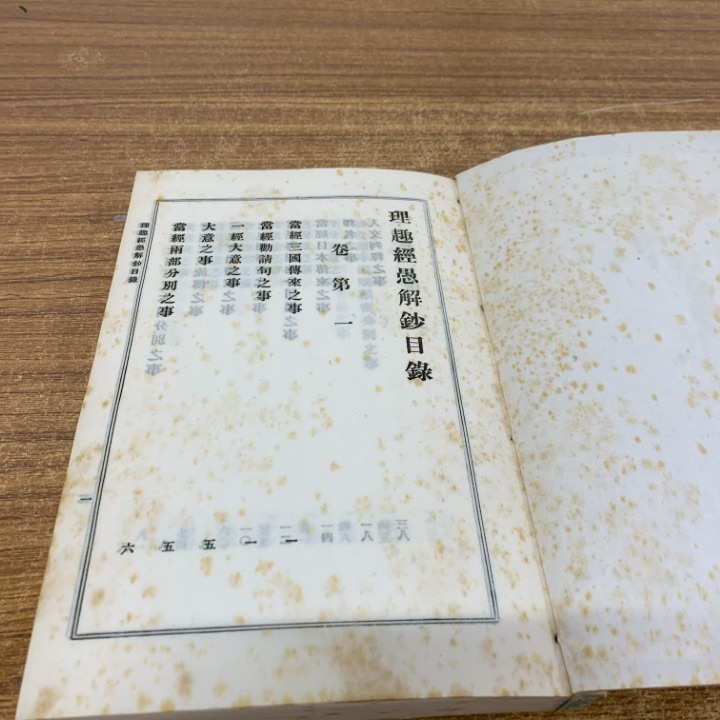 理趣經愚解鈔目錄
卷第一
當經三國傳來之事 一
當經勸請句之事 一
一經大意之事 五
大意之事 五
當經兩部分別之事 六
理趣經愚解鈔目錄
一